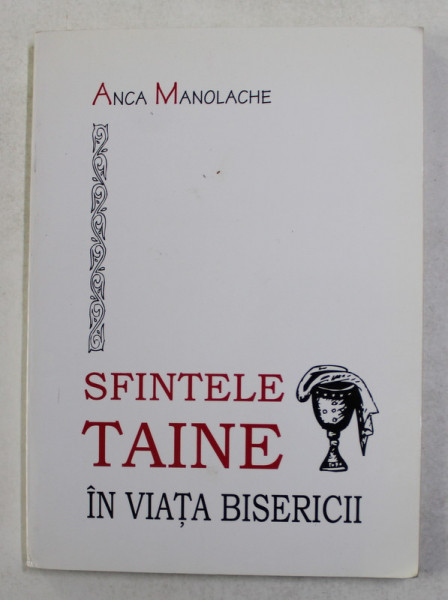 ANCA MANOLACHE
SFINTELE
TAINE
ÎN VIAȚA BISERICII